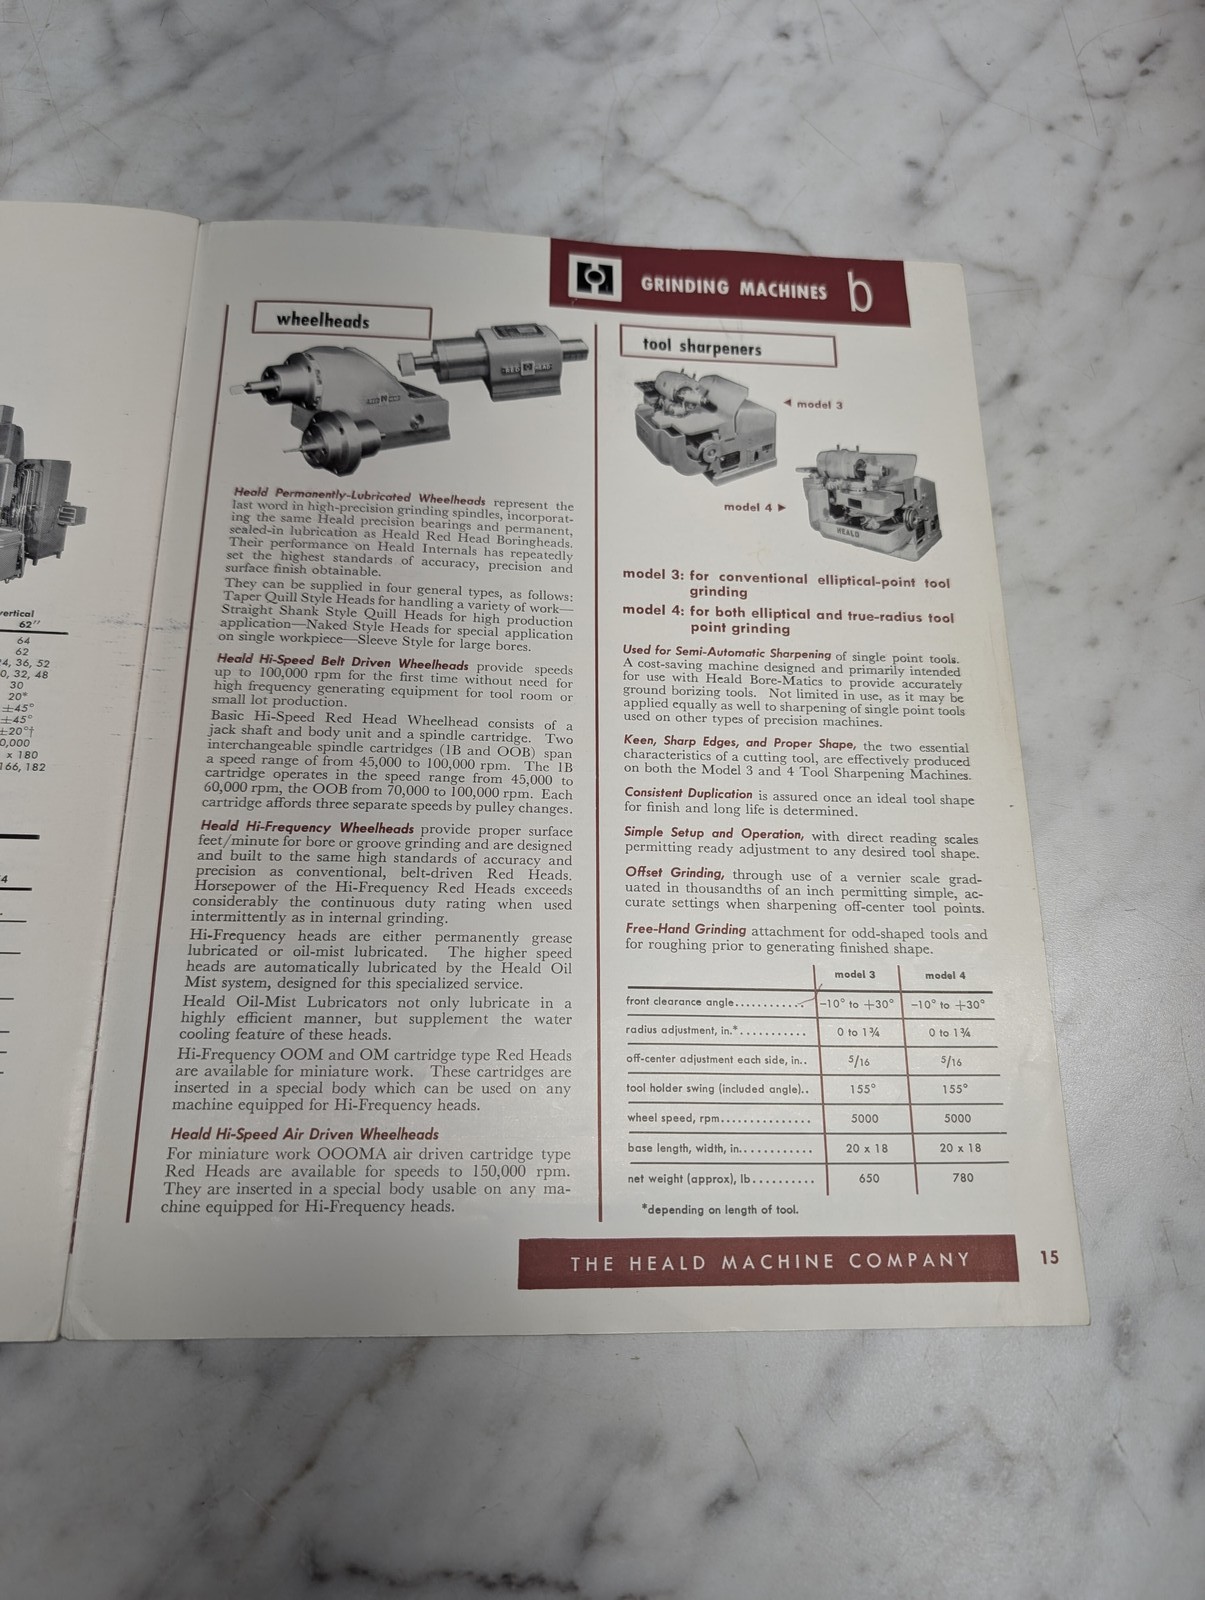 vertical
62"
64
62
24, 36, 52
0, 32, 48
30
20°
±45°
±45°
±20°†
0,000
x 180
166, 182
4
GRINDING MACHINES b
wheelheads
RED HEAD
RED HEAD
Heald Permanently-Lubricated Wheelheads represent the
last word in high-precision grinding spindles, incorporat-
ing the same Heald precision bearings and permanent,
sealed-in lubrication as Heald Red Head Boringheads.
Their performance on Heald Internals has repeatedly
set the highest standards of accuracy, precision and
surface finish obtainable.
They can be supplied in four general types, as follows:
Taper Quill Style Heads for handling a variety of work—
Straight Shank Style Quill Heads for high production
application—Naked Style Heads for special application
on single workpiece—Sleeve Style for large bores.
Heald Hi-Speed Belt Driven Wheelheads provide speeds
up to 100,000 rpm for the first time without need for
high frequency generating equipment for tool room or
small lot production.
Basic Hi-Speed Red Head Wheelhead consists of a
jack shaft and body unit and a spindle cartridge. Two
interchangeable spindle cartridges (1B and OOB) span
a speed range of from 45,000 to 100,000 rpm. The 1B
cartridge operates in the speed range from 45,000 to
60,000 rpm, the OOB from 70,000 to 100,000 rpm. Each
cartridge affords three separate speeds by pulley changes.
Heald Hi-Frequency Wheelheads provide proper surface
feet/minute for bore or groove grinding and are designed
and built to the same high standards of accuracy and
precision as conventional, belt-driven Red Heads.
Horsepower of the Hi-Frequency Red Heads exceeds
considerably the continuous duty rating when used
intermittently as in internal grinding.
Hi-Frequency heads are either permanently grease
lubricated or oil-mist lubricated. The higher speed
heads are automatically lubricated by the Heald Oil
Mist system, designed for this specialized service.
Heald Oil-Mist Lubricators not only lubricate in a
highly efficient manner, but supplement the water
cooling feature of these heads.
Hi-Frequency OOM and OM cartridge type Red Heads
are available for miniature work. These cartridges are
inserted in a special body which can be used on any
machine equipped for Hi-Frequency heads.
Heald Hi-Speed Air Driven Wheelheads
For miniature work OOOMA air driven cartridge type
Red Heads are available for speeds to 150,000 rpm.
They are inserted in a special body usable on any ma-
chine equipped for Hi-Frequency heads.
tool sharpeners
◄ model 3
model 4 ►
HEALD
model 3: for conventional elliptical-point tool
grinding
model 4: for both elliptical and true-radius tool
point grinding
Used for Semi-Automatic Sharpening of single point tools.
A cost-saving machine designed and primarily intended
for use with Heald Bore-Matics to provide accurately
ground borizing tools. Not limited in use, as it may be
applied equally as well to sharpening of single point tools
used on other types of precision machines.
Keen, Sharp Edges, and Proper Shape, the two essential
characteristics of a cutting tool, are effectively produced
on both the Model 3 and 4 Tool Sharpening Machines.
Consistent Duplication is assured once an ideal tool shape
for finish and long life is determined.
Simple Setup and Operation, with direct reading scales
permitting ready adjustment to any desired tool shape.
Offset Grinding, through use of a vernier scale grad-
uated in thousandths of an inch permitting simple, ac-
curate settings when sharpening off-center tool points.
Free-Hand Grinding attachment for odd-shaped tools and
for roughing prior to generating finished shape.
model 3 model 4
front clearance angle........... −10° to +30° −10° to +30°
radius adjustment, in.*........... 0 to 1¾ 0 to 1¾
off-center adjustment each side, in.. 5/16 5/16
tool holder swing (included angle).. 155° 155°
wheel speed, rpm............... 5000 5000
base length, width, in............ 20 x 18 20 x 18
net weight (approx), lb.......... 650 780
*depending on length of tool.
THE HEALD MACHINE COMPANY 15